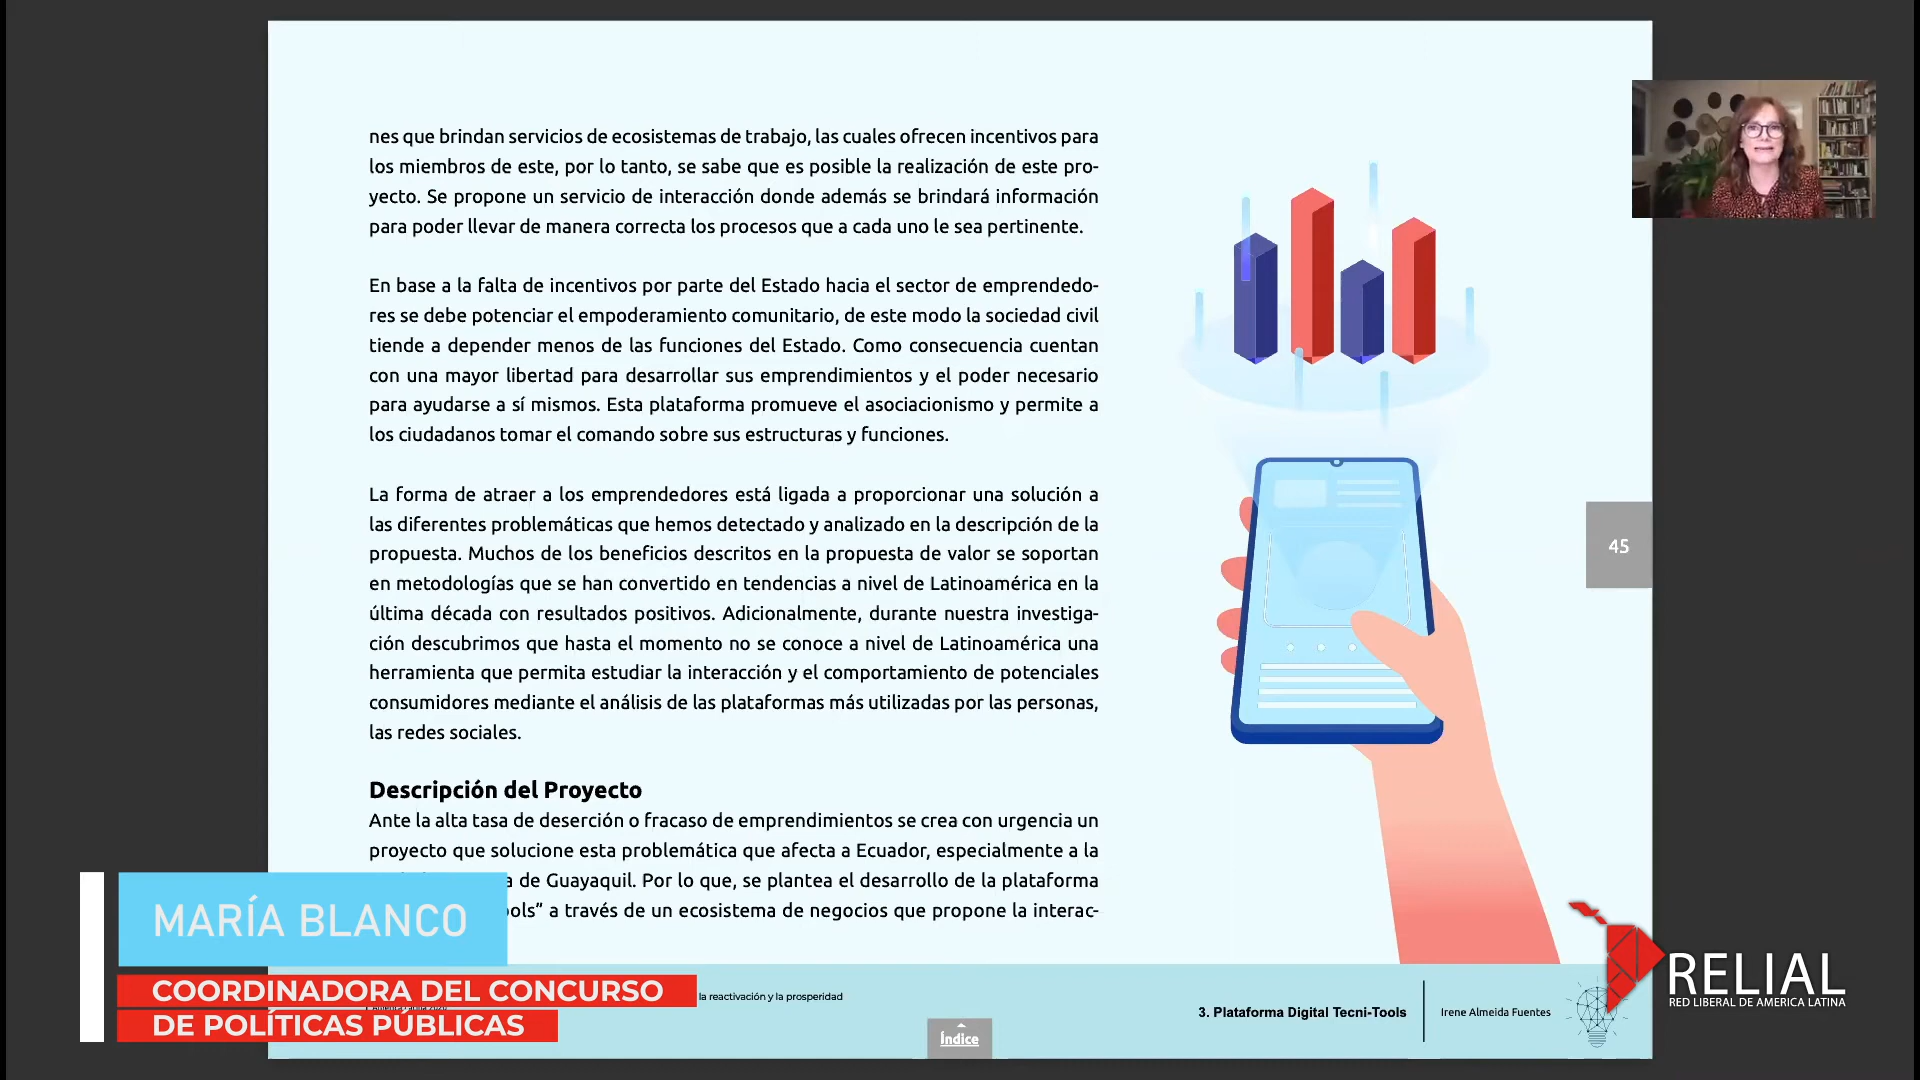 nes que brindan servicios de ecosistemas de trabajo, las cuales ofrecen incentivos para
los miembros de este, por lo tanto, se sabe que es posible la realización de este pro-
yecto. Se propone un servicio de interacción donde además se brindará información
para poder llevar de manera correcta los procesos que a cada uno le sea pertinente.
En base a la falta de incentivos por parte del Estado hacia el sector de emprendedo-
res se debe potenciar el empoderamiento comunitario, de este modo la sociedad civil
tiende a depender menos de las funciones del Estado. Como consecuencia cuentan
con una mayor libertad para desarrollar sus emprendimientos y el poder necesario
para ayudarse a sí mismos. Esta plataforma promueve el asociacionismo y permite a
los ciudadanos tomar el comando sobre sus estructuras y funciones.
La forma de atraer a los emprendedores está ligada a proporcionar una solución a
las diferentes problemáticas que hemos detectado y analizado en la descripción de la
propuesta. Muchos de los beneficios descritos en la propuesta de valor se soportan
en metodologías que se han convertido en tendencias a nivel de Latinoamérica en la
última década con resultados positivos. Adicionalmente, durante nuestra investiga-
ción descubrimos que hasta el momento no se conoce a nivel de Latinoamérica una
herramienta que permita estudiar la interacción y el comportamiento de potenciales
consumidores mediante el análisis de las plataformas más utilizadas por las personas,
las redes sociales.
Descripción del Proyecto
Ante la alta tasa de deserción o fracaso de emprendimientos se crea con urgencia un
proyecto que solucione esta problemática que afecta a Ecuador, especialmente a la
de Guayaquil. Por lo que, se plantea el desarrollo de la plataforma
ools” a través de un ecosistema de negocios que propone la interac-
45
MARÍA BLANCO
COORDINADORA DEL CONCURSO
DE POLÍTICAS PÚBLICAS
la reactivación y la prosperidad
Índice
3. Plataforma Digital Tecni-Tools
Irene Almeida Fuentes
RELIAL
RED LIBERAL DE AMERICA LATINA